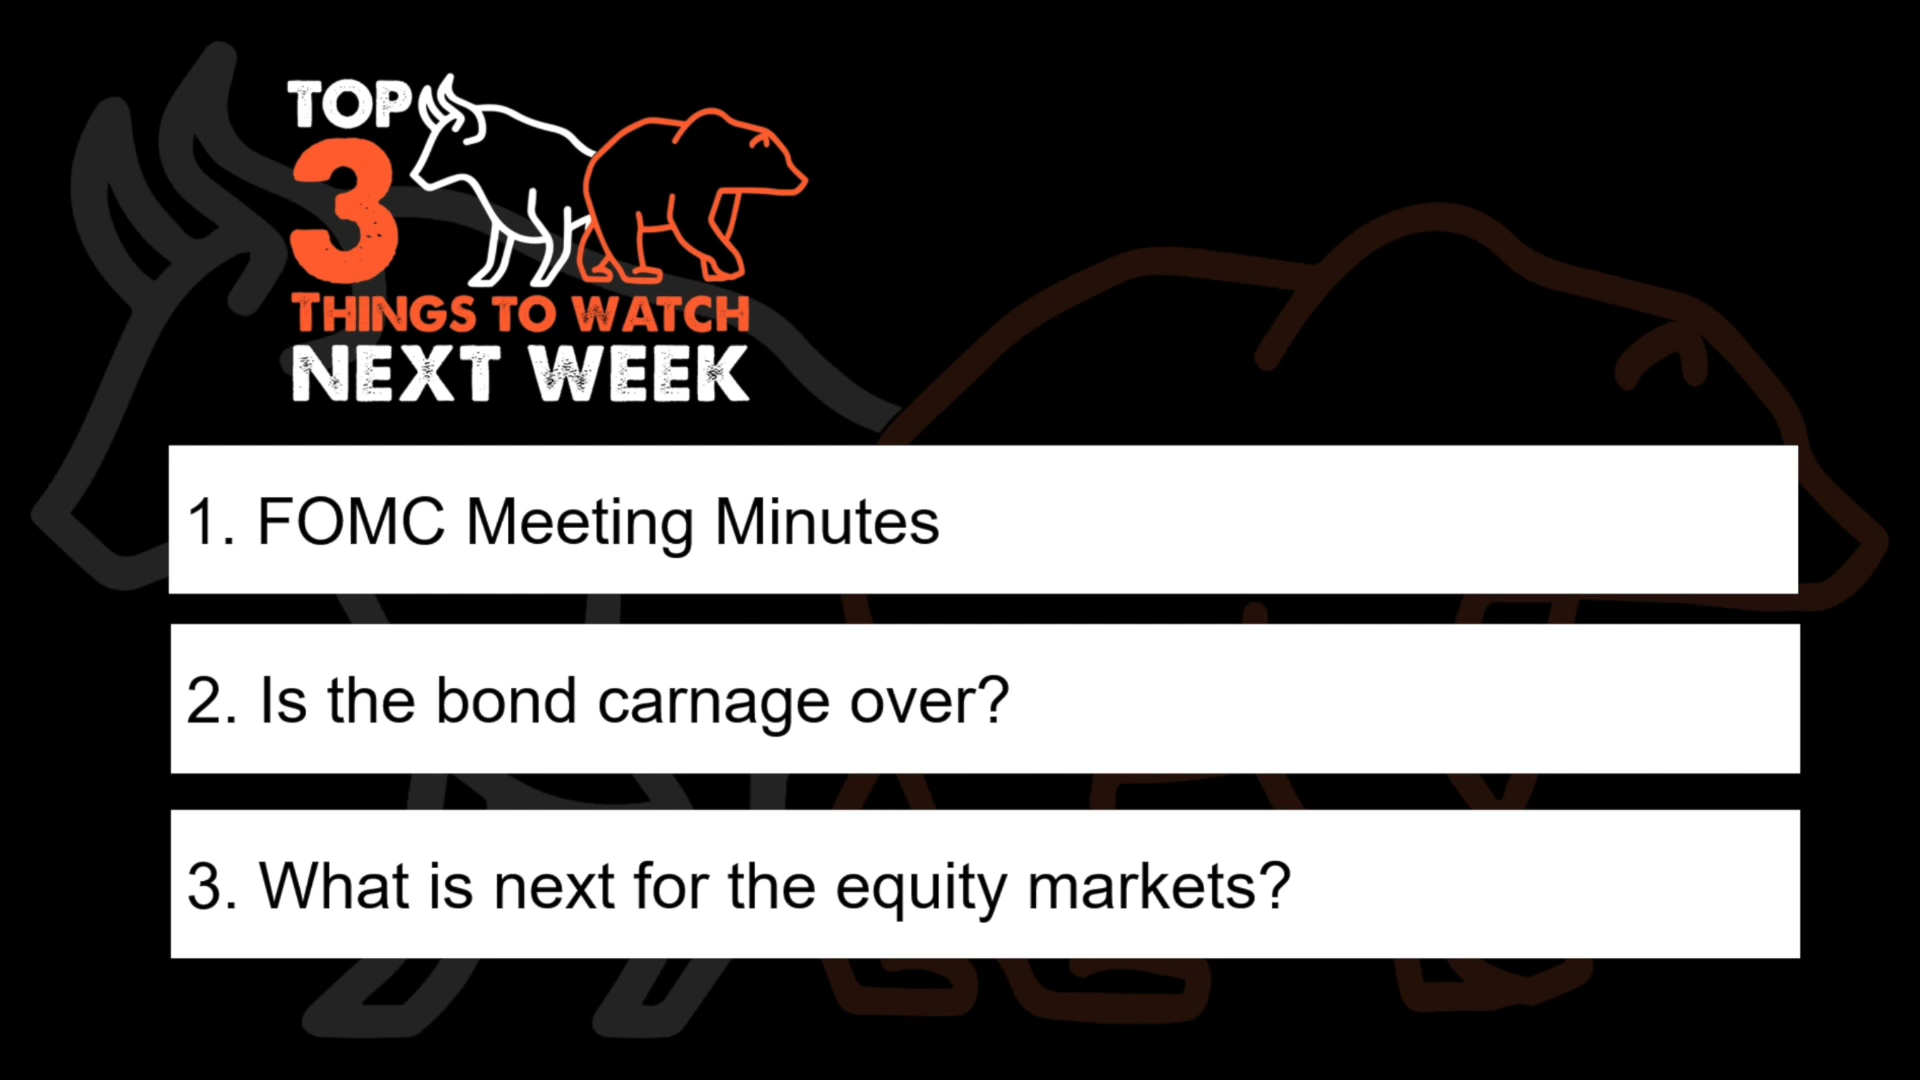 TOP
3
THINGS TO WATCH
NEXT WEEK
1. FOMC Meeting Minutes
2. Is the bond carnage over?
3. What is next for the equity markets?